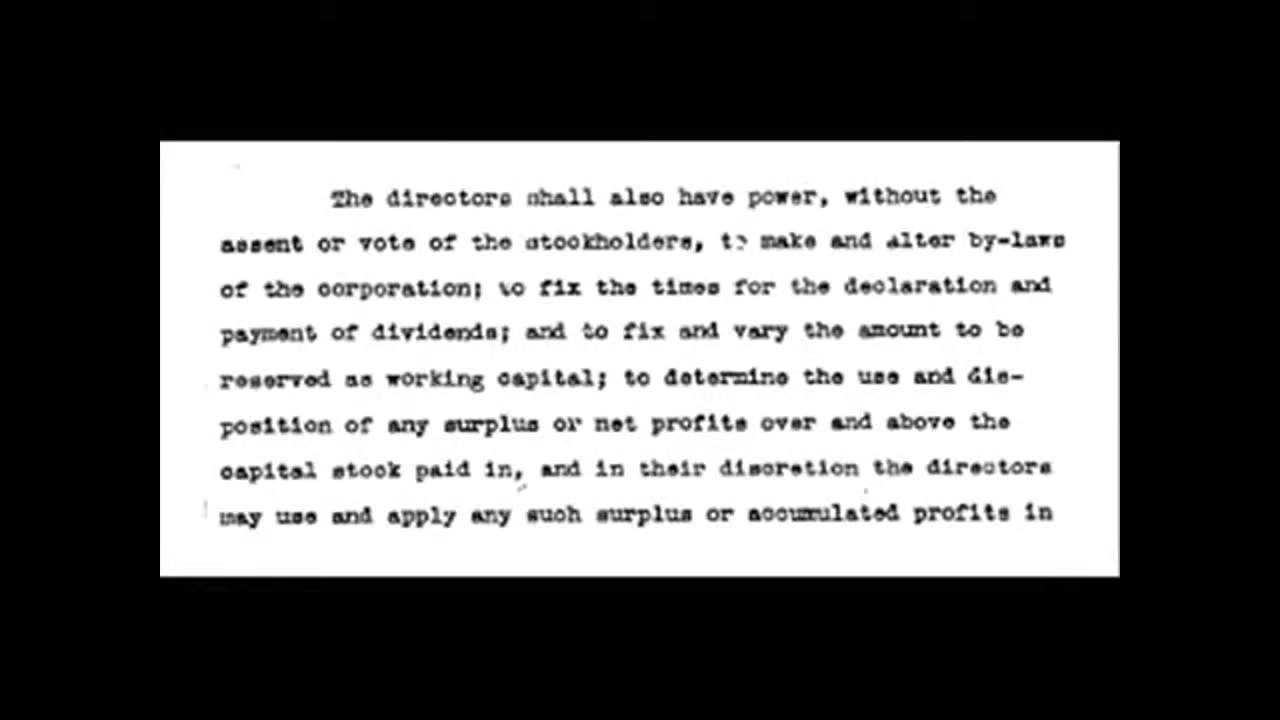 The directors shall also have power, without the
assent or vote of the stockholders, to make and alter by-laws
of the corporation; to fix the times for the declaration and
payment of dividends; and to fix and vary the amount to be
reserved as working capital; to determine the use and dis-
position of any surplus or net profits over and above the
capital stock paid in, and in their discretion the directors
may use and apply any such surplus or accumulated profits in